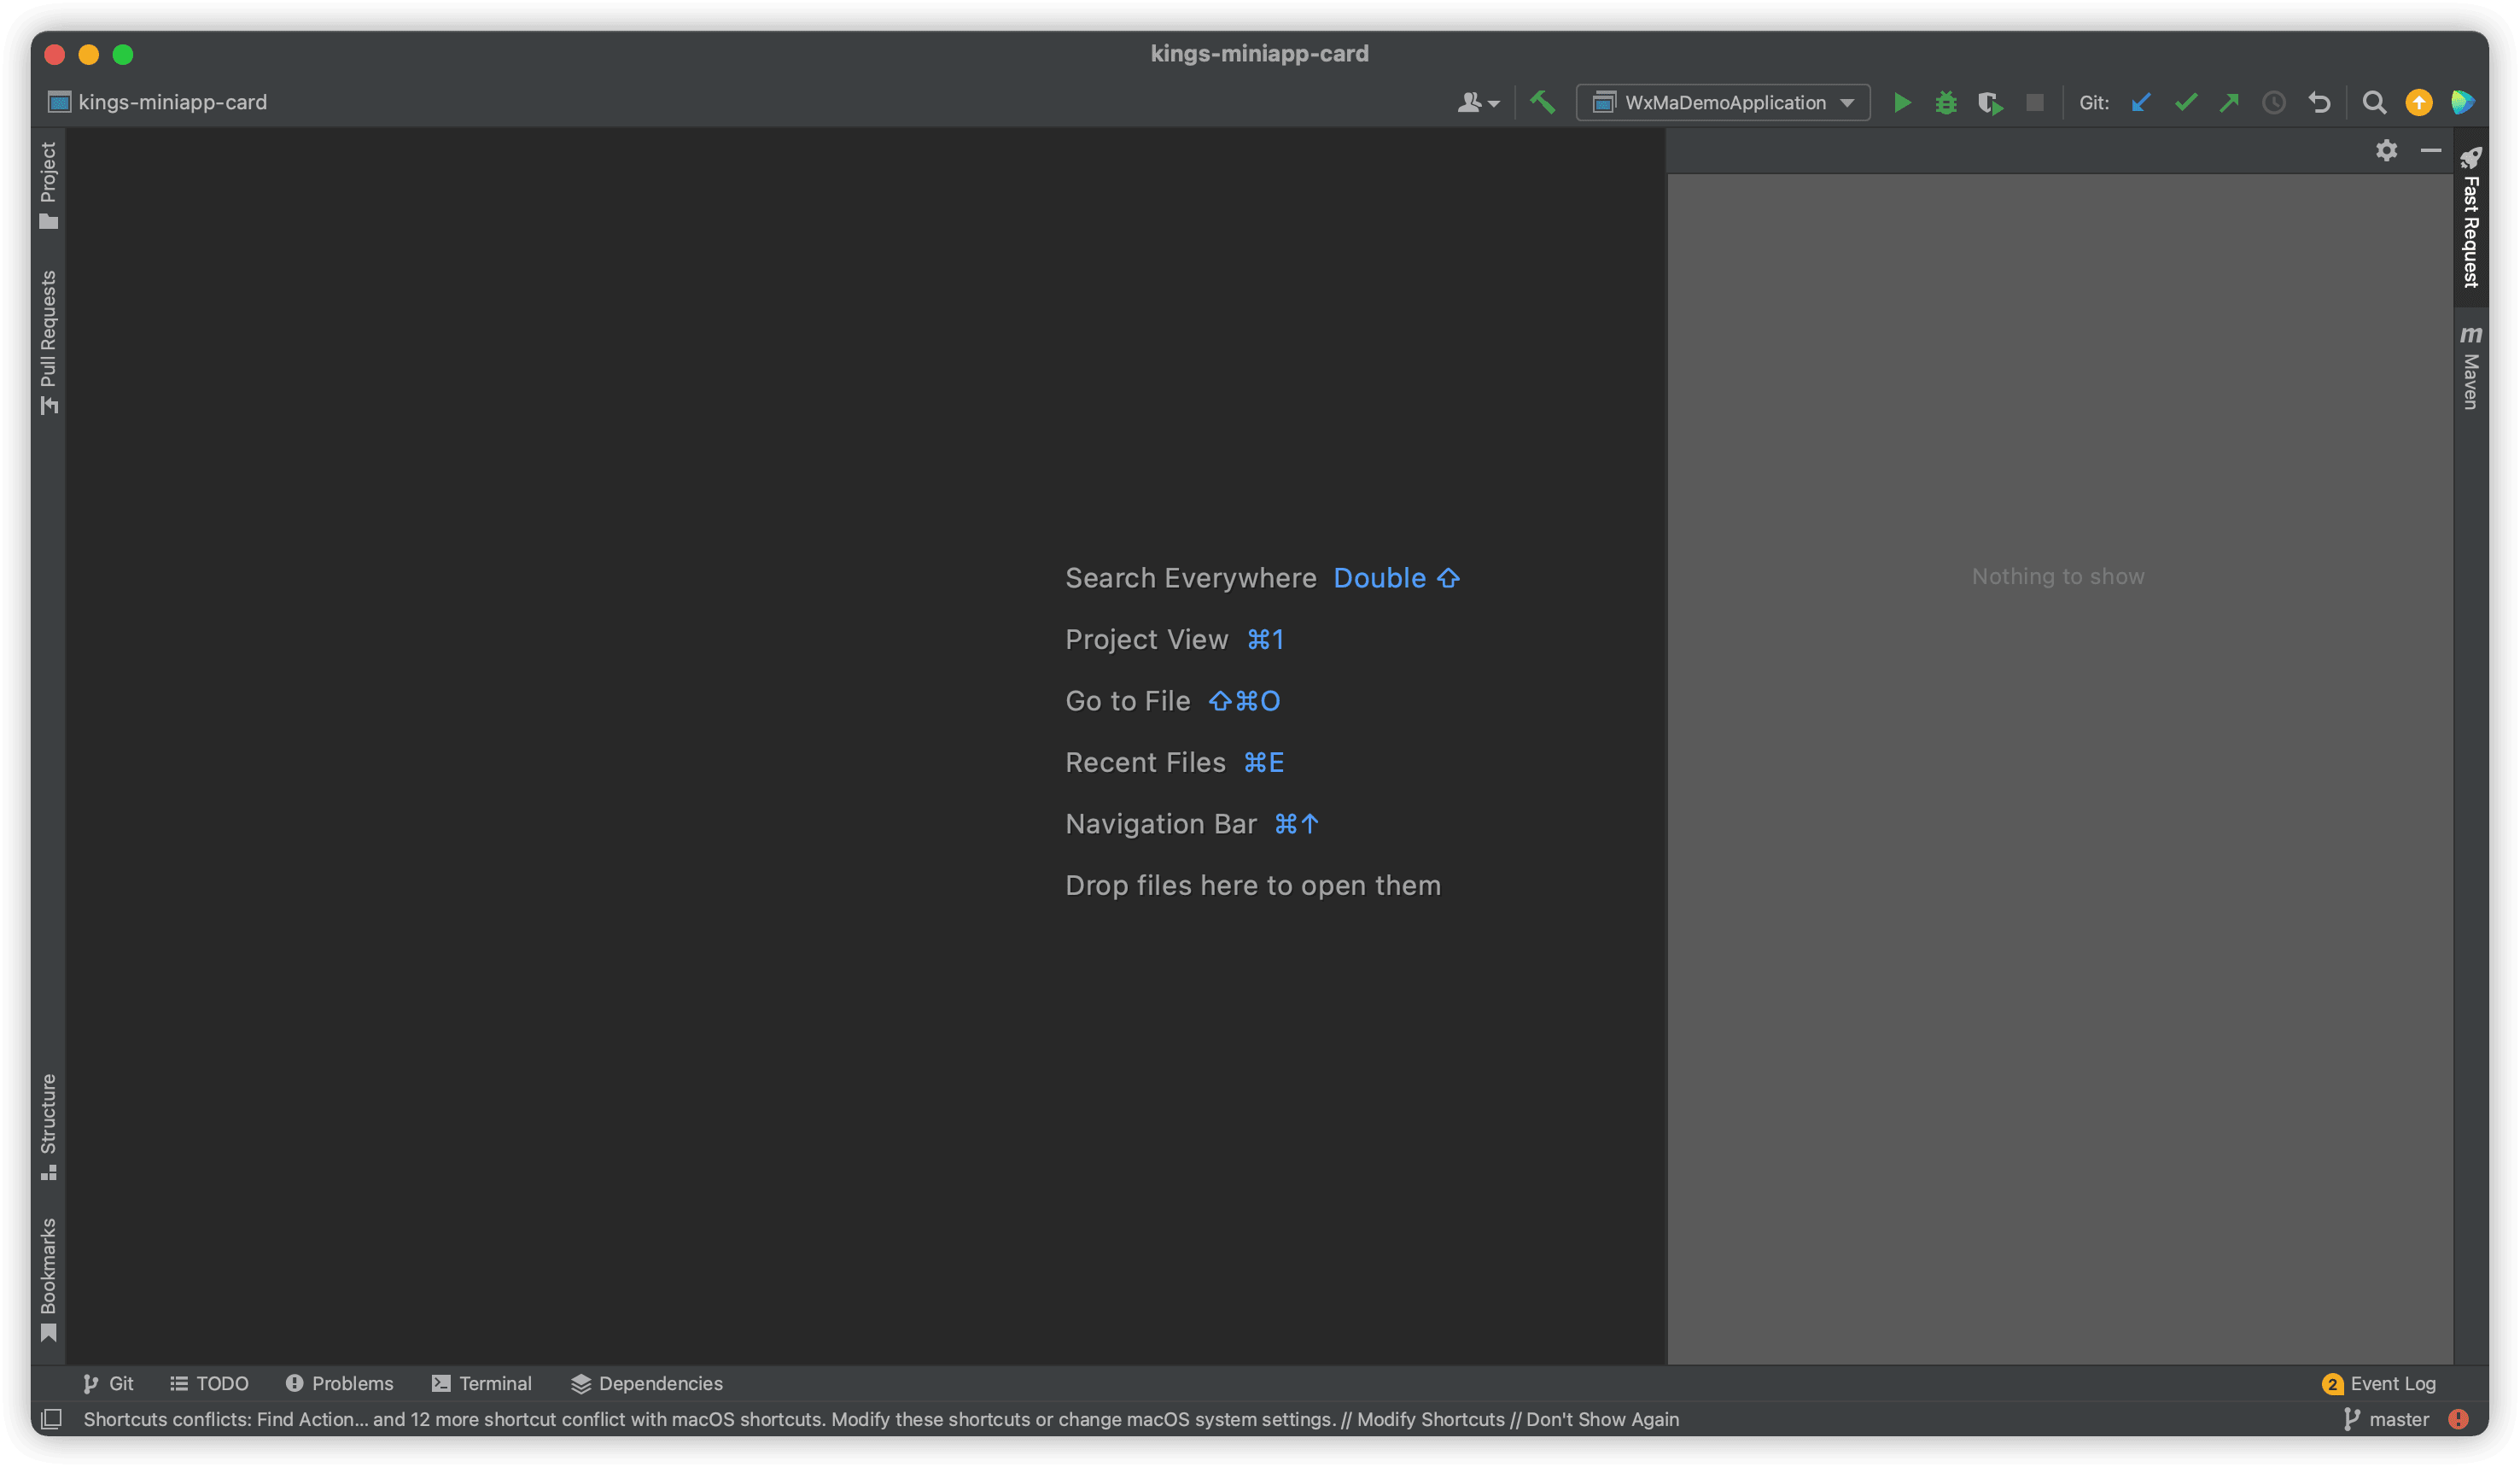 kings-miniapp-card
kings-miniapp-card
WxMaDemoApplication
Git:
Project
Pull Requests
Structure
Bookmarks
Search Everywhere Double ⇧
Project View ⌘1
Go to File ⇧⌘O
Recent Files ⌘E
Navigation Bar ⌘↑
Drop files here to open them
Nothing to show
Fast Request
m
Maven
Git
TODO
Problems
Terminal
Dependencies
2 Event Log
Shortcuts conflicts: Find Action... and 12 more shortcut conflict with macOS shortcuts. Modify these shortcuts or change macOS system settings. // Modify Shortcuts // Don't Show Again
master